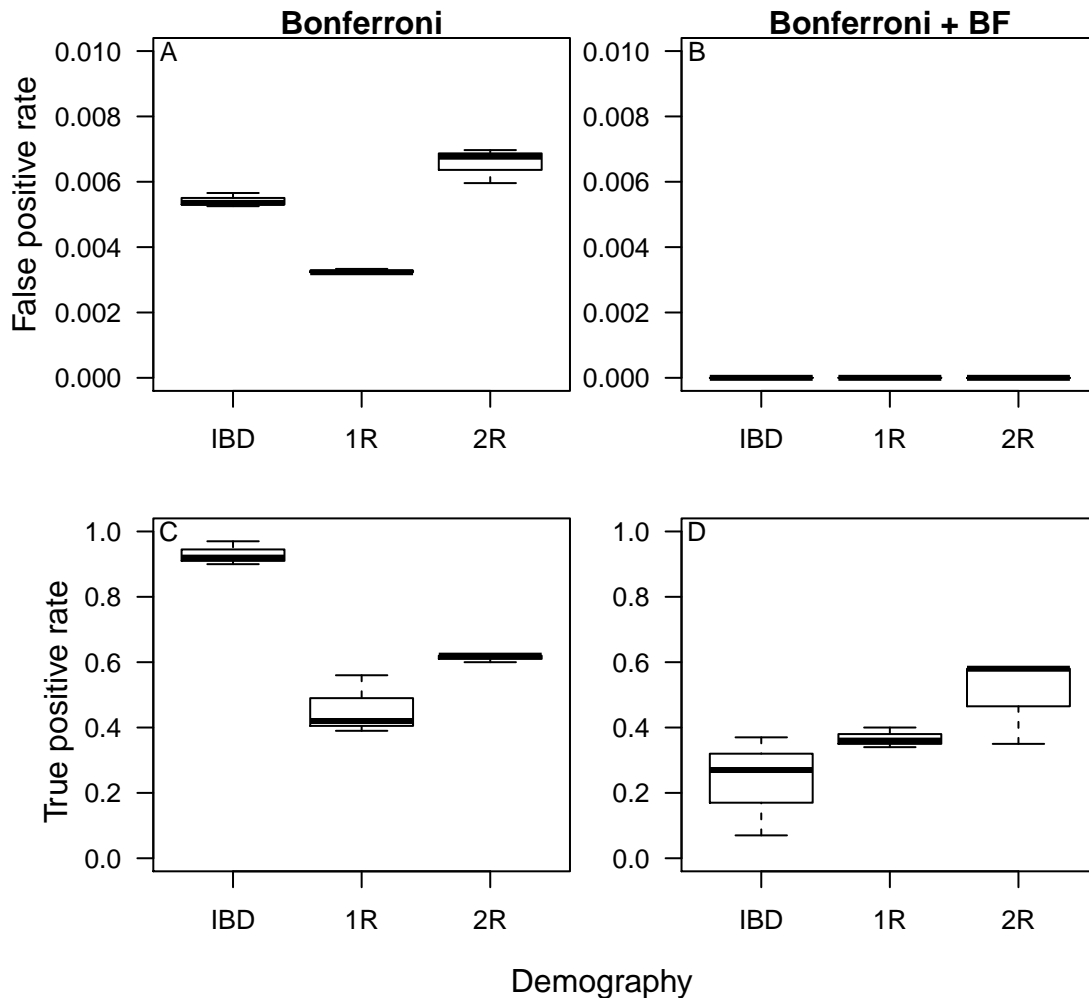 Bonferroni
Bonferroni + BF
A
B
False positive rate
0.010
0.008
0.006
0.004
0.002
0.000
0.010
0.008
0.006
0.004
0.002
0.000
IBD 1R 2R
IBD 1R 2R
C
D
True positive rate
1.0
0.8
0.6
0.4
0.2
0.0
1.0
0.8
0.6
0.4
0.2
0.0
IBD 1R 2R
IBD 1R 2R
Demography